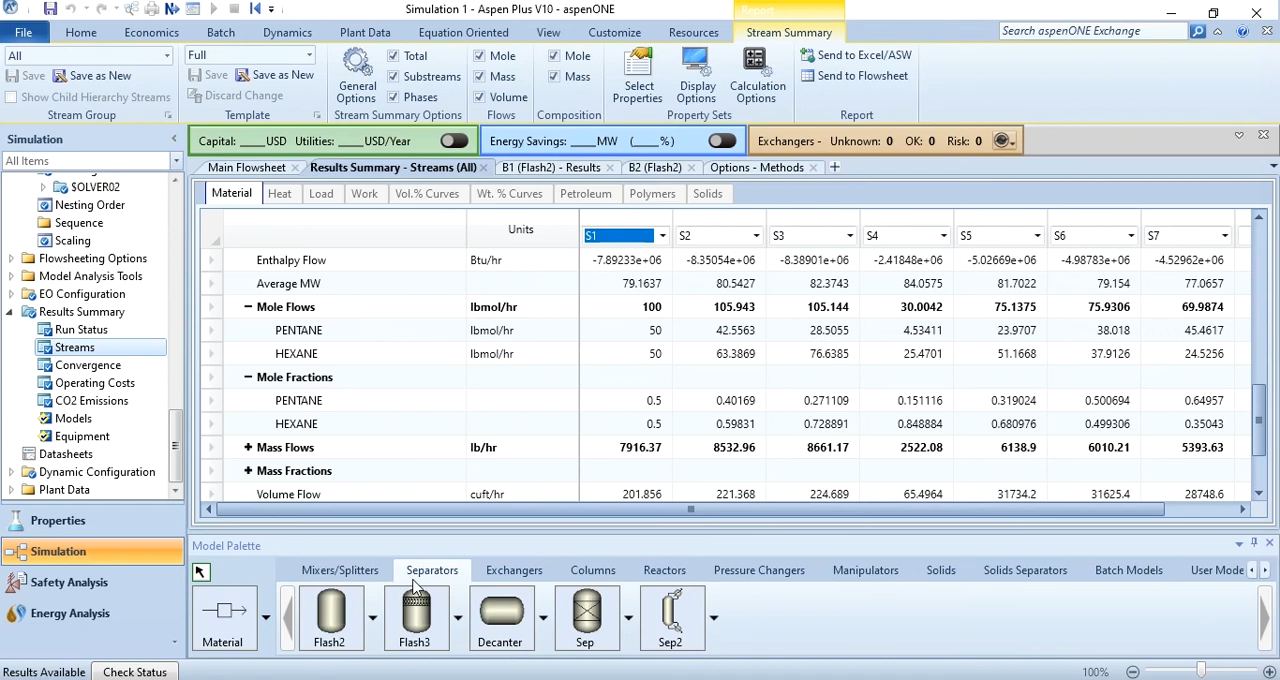 Simulation 1 - Aspen Plus V10 - aspenONE
Report
File Home Economics Batch Dynamics Plant Data Equation Oriented View Customize Resources Stream Summary Search aspenONE Exchange
All Full Total Mole Mole Send to Excel/ASW
Save Save as New Save Save as New Substreams Mass Mass Send to Flowsheet
Show Child Hierarchy Streams Discard Change General Options Phases Volume Select Properties Display Options Calculation Options
Stream Group Template Stream Summary Options Flows Composition Property Sets Report
Simulation Capital: ____USD Utilities: ____USD/Year Energy Savings: ____MW (____%) Exchangers - Unknown: 0 OK: 0 Risk: 0
All Items Main Flowsheet Results Summary - Streams (All) B1 (Flash2) - Results B2 (Flash2) Options - Methods
$OLVER02
Nesting Order
Sequence
Scaling
Flowsheeting Options
Model Analysis Tools
EO Configuration
Results Summary
Run Status
Streams
Convergence
Operating Costs
CO2 Emissions
Models
Equipment
Datasheets
Dynamic Configuration
Plant Data
Properties
Simulation
Safety Analysis
Energy Analysis
Material Heat Load Work Vol.% Curves Wt. % Curves Petroleum Polymers Solids
Units S1 S2 S3 S4 S5 S6 S7
Enthalpy Flow Btu/hr -7.89233e+06 -8.35054e+06 -8.38901e+06 -2.41848e+06 -5.02669e+06 -4.98783e+06 -4.52962e+06
Average MW 79.1637 80.5427 82.3743 84.0575 81.7022 79.154 77.0657
Mole Flows lbmol/hr 100 105.943 105.144 30.0042 75.1375 75.9306 69.9874
PENTANE lbmol/hr 50 42.5563 28.5055 4.53411 23.9707 38.018 45.4617
HEXANE lbmol/hr 50 63.3869 76.6385 25.4701 51.1668 37.9126 24.5256
Mole Fractions
PENTANE 0.5 0.40169 0.271109 0.151116 0.319024 0.500694 0.64957
HEXANE 0.5 0.59831 0.728891 0.848884 0.680976 0.499306 0.35043
Mass Flows lb/hr 7916.37 8532.96 8661.17 2522.08 6138.9 6010.21 5393.63
Mass Fractions
Volume Flow cuft/hr 201.856 221.368 224.689 65.4964 31734.2 31625.4 28748.6
Model Palette
Mixers/Splitters Separators Exchangers Columns Reactors Pressure Changers Manipulators Solids Solids Separators Batch Models User Mode
Material Flash2 Flash3 Decanter Sep Sep2
Results Available Check Status 100%